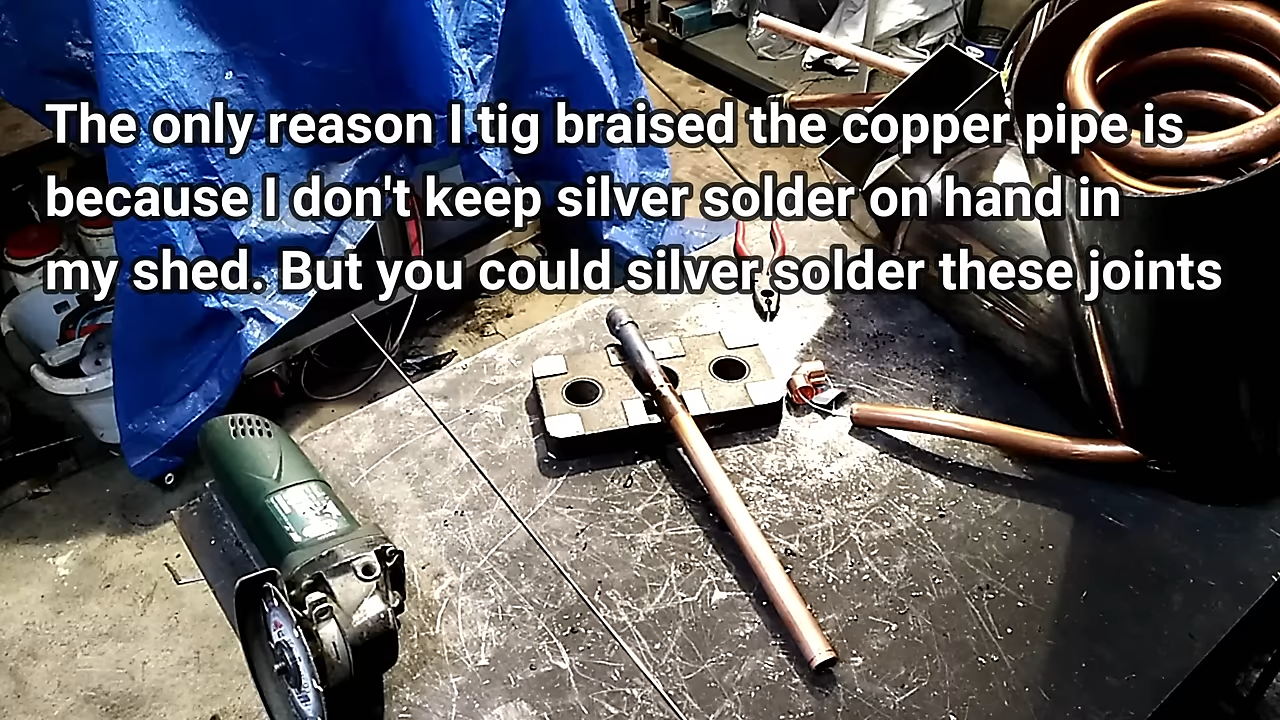 The only reason I tig braised the copper pipe is
because I don't keep silver solder on hand in
my shed. But you could silver solder these joints